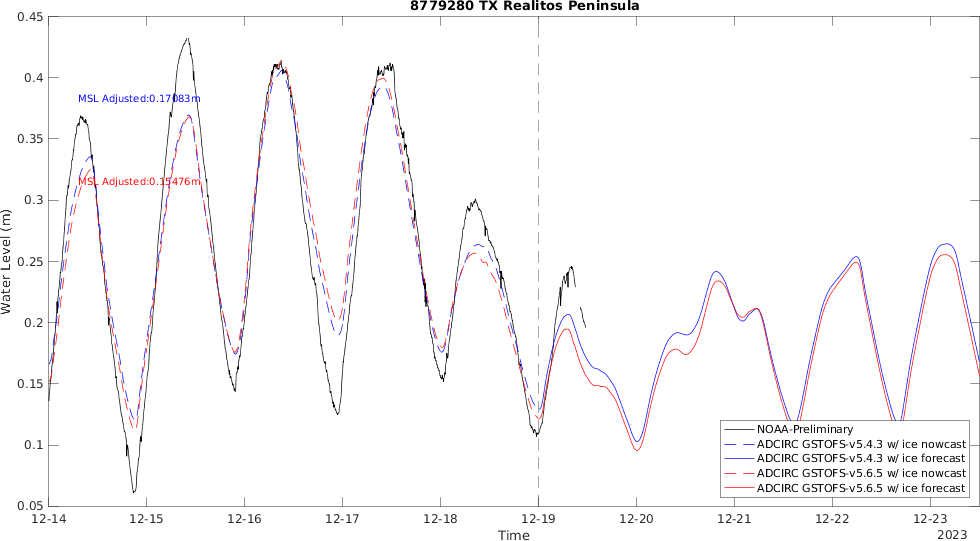 8779280 TX Realitos Peninsula
0.45
0.4
0.35
0.3
0.25
0.2
0.15
0.1
0.05
Water Level (m)
MSL Adjusted:0.17083m
MSL Adjusted:0.15476m
NOAA-Preliminary
ADCIRC GSTOFS-v5.4.3 w/ ice nowcast
ADCIRC GSTOFS-v5.4.3 w/ ice forecast
ADCIRC GSTOFS-v5.6.5 w/ ice nowcast
ADCIRC GSTOFS-v5.6.5 w/ ice forecast
12-14 12-15 12-16 12-17 12-18 12-19 12-20 12-21 12-22 12-23
Time
2023